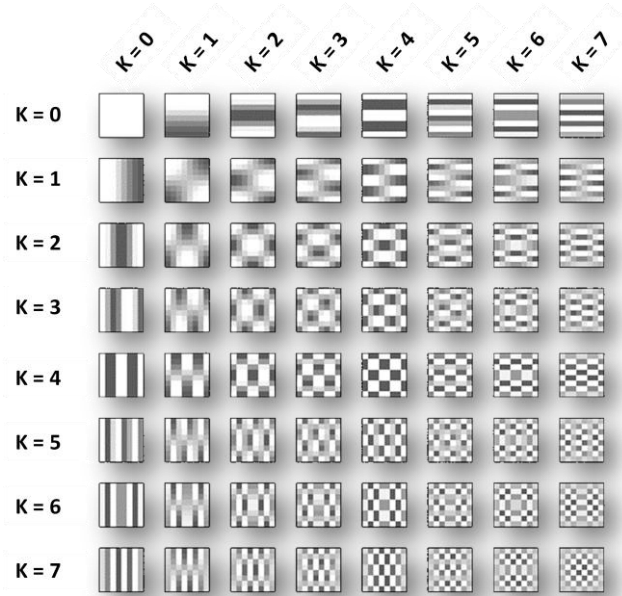 K = 0 K = 1 K = 2 K = 3 K = 4 K = 5 K = 6 K = 7
K = 0
K = 1
K = 2
K = 3
K = 4
K = 5
K = 6
K = 7